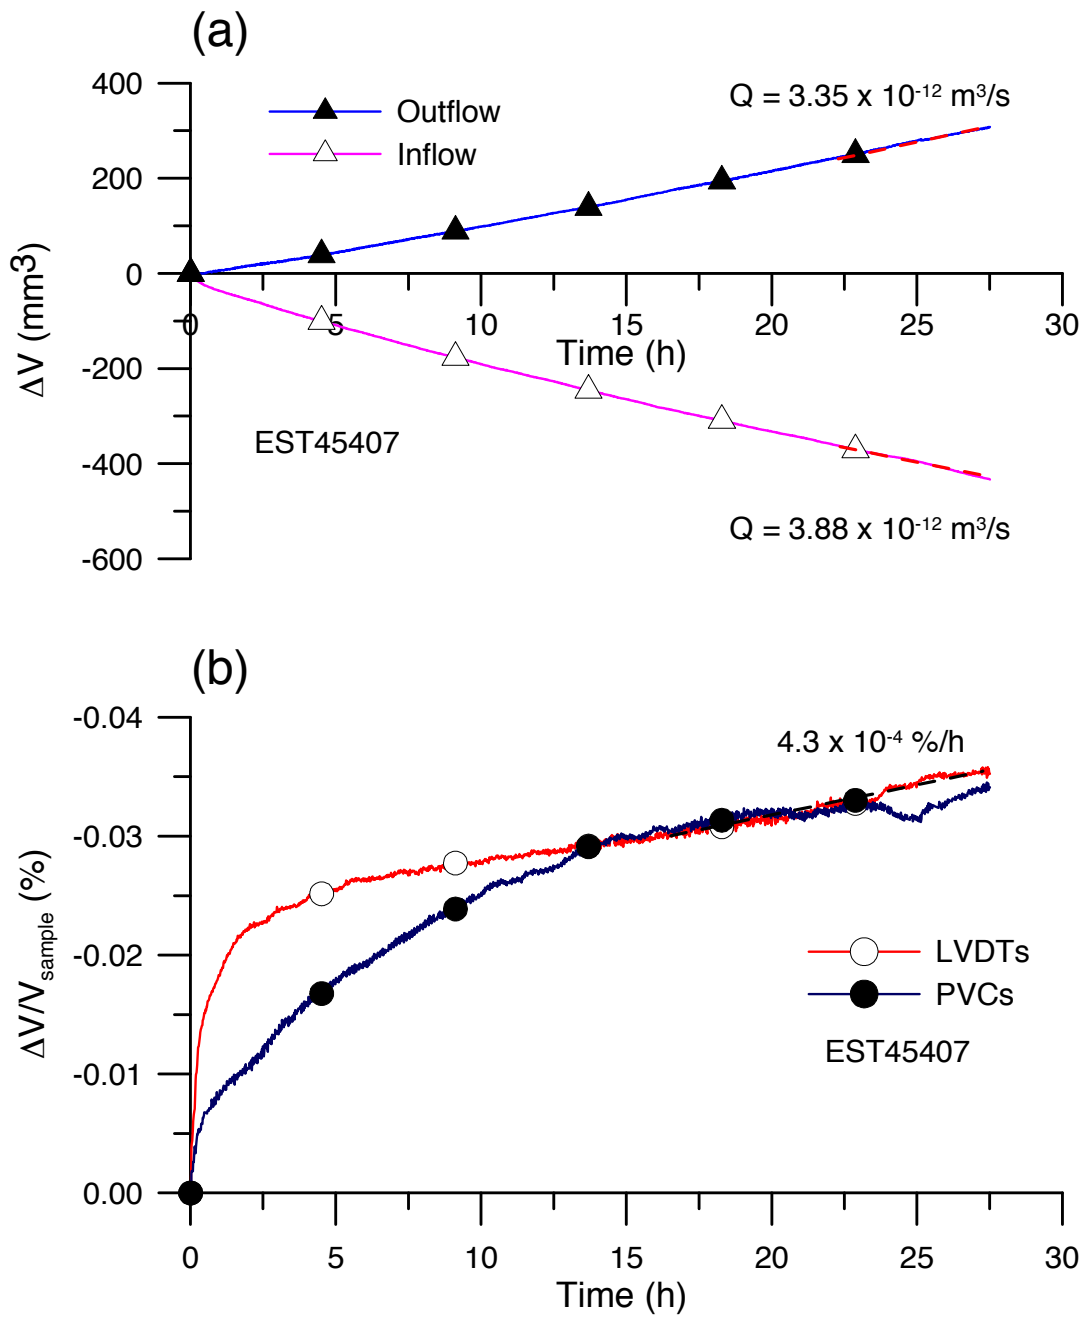 (a)
400
200
0
-200
-400
-600
ΔV (mm3)
Outflow
Inflow
Q = 3.35 x 10-12 m3/s
0 5 10 15 20 25 30
Time (h)
EST45407
Q = 3.88 x 10-12 m3/s
(b)
-0.04
-0.03
-0.02
-0.01
0.00
ΔV/Vsample (%)
4.3 x 10-4 %/h
LVDTs
PVCs
EST45407
0 5 10 15 20 25 30
Time (h)